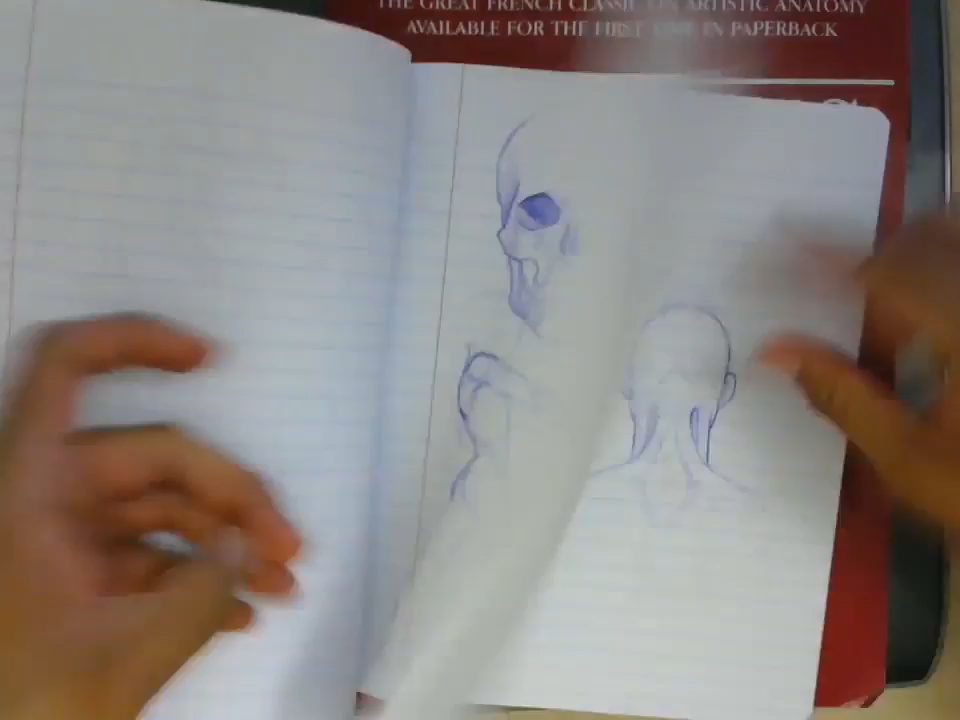 THE GREAT FRENCH CLASSIC ON ARTISTIC ANATOMY
AVAILABLE FOR THE FIRST TIME IN PAPERBACK